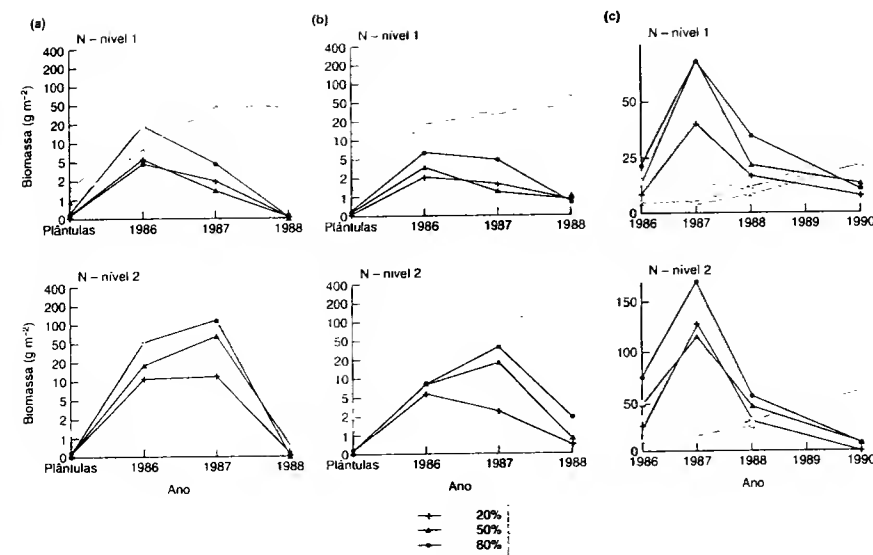 (a)
N – nível 1
400
200
100
50
20
10
5
2
1
0
Biomassa (g m⁻²)
Plântulas 1986 1987 1988
(b)
N – nível 1
400
200
100
50
20
10
5
2
1
0
Plântulas 1986 1987 1988
(c)
N – nível 1
50
25
0
1986 1987 1988 1989 1990
N – nível 2
400
200
100
50
20
10
5
2
1
0
Biomassa (g m⁻²)
Plântulas 1986 1987 1988
Ano
N – nível 2
400
200
100
50
20
10
5
2
1
0
Plântulas 1986 1987 1988
Ano
N – nível 2
150
100
50
0
1986 1987 1988 1989 1990
Ano
20%
50%
80%